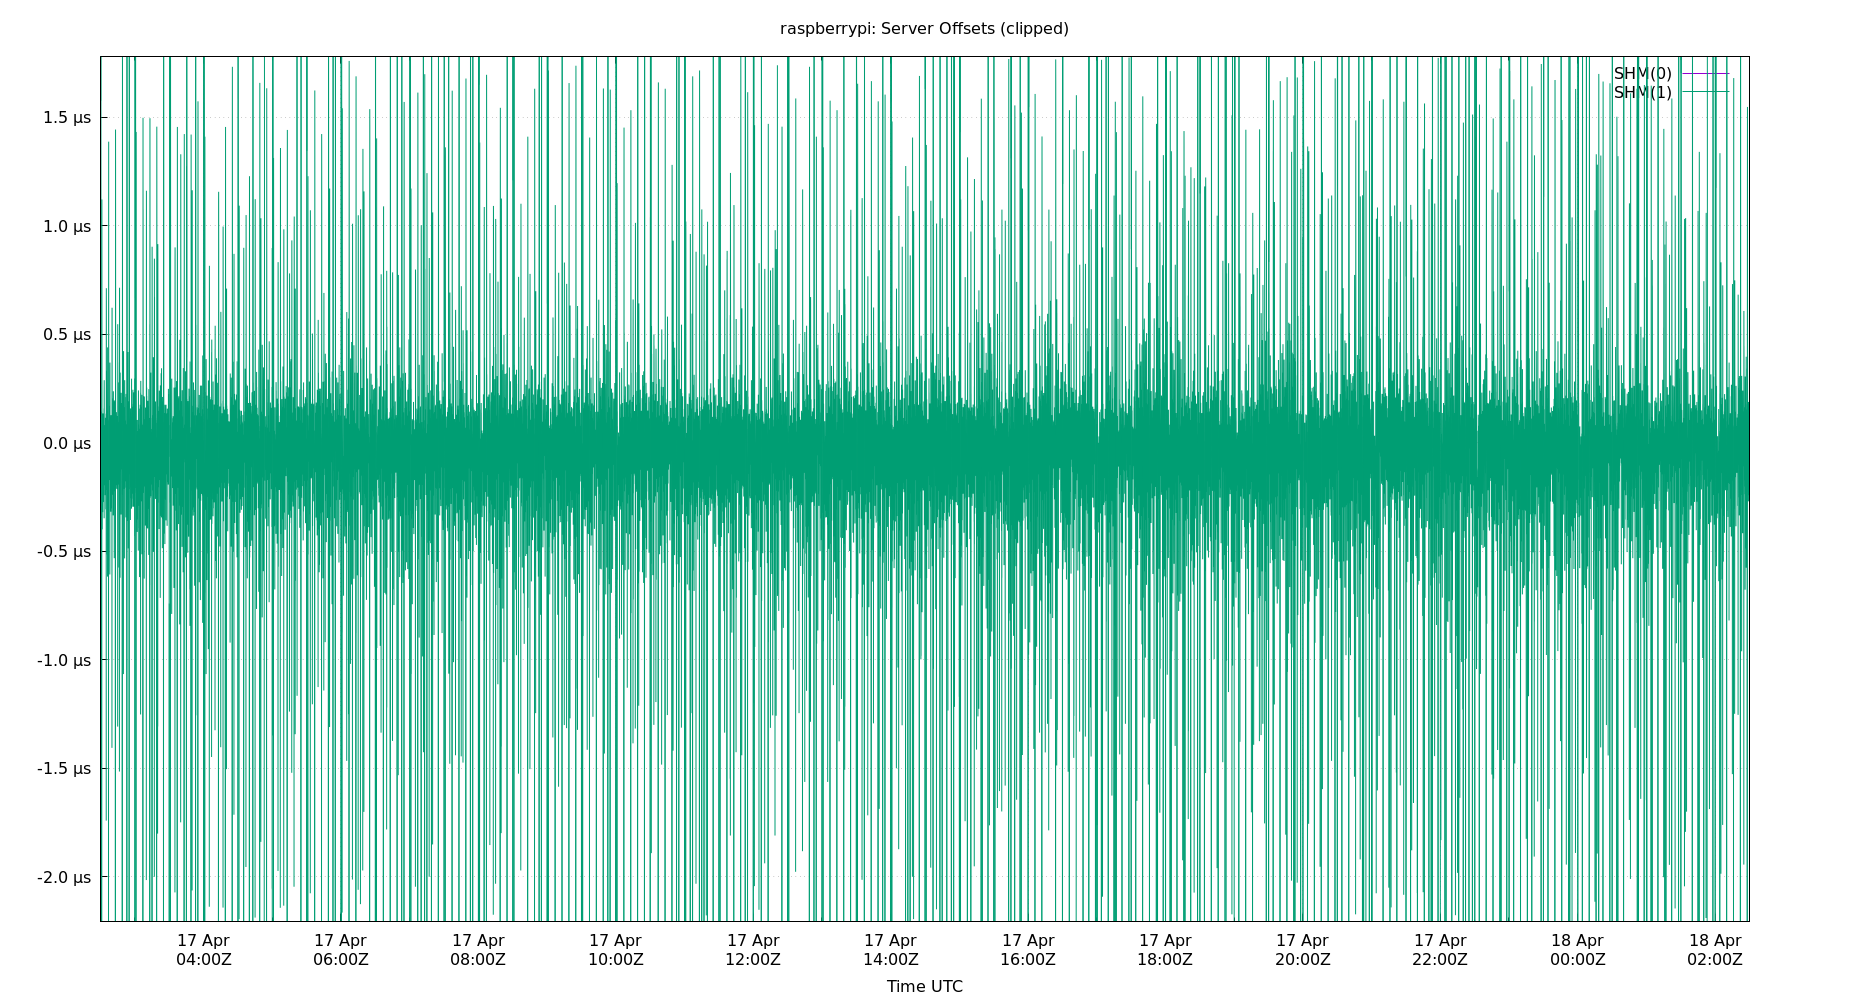 raspberrypi: Server Offsets (clipped)
SHM(0)
SHM(1)
1.5 µs
1.0 µs
0.5 µs
0.0 µs
-0.5 µs
-1.0 µs
-1.5 µs
-2.0 µs
17 Apr 17 Apr 17 Apr 17 Apr 17 Apr 17 Apr 17 Apr 17 Apr 17 Apr 17 Apr 18 Apr 18 Apr
04:00Z 06:00Z 08:00Z 10:00Z 12:00Z 14:00Z 16:00Z 18:00Z 20:00Z 22:00Z 00:00Z 02:00Z
Time UTC